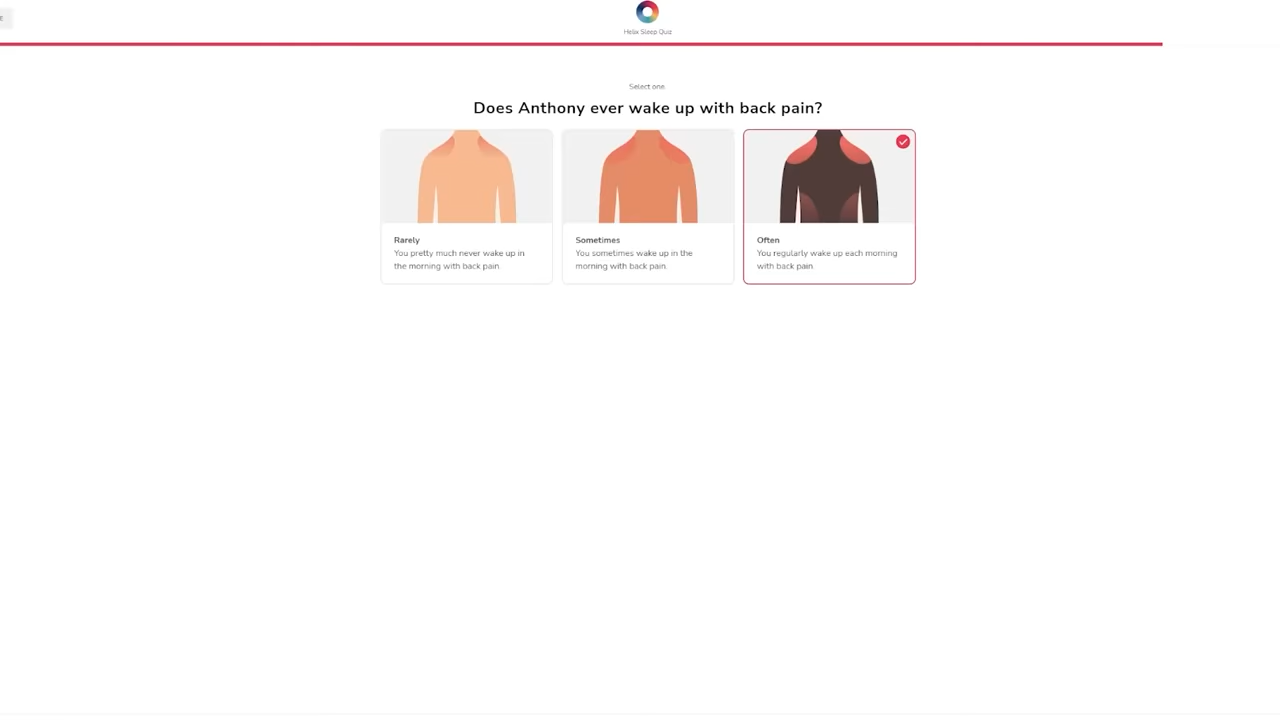 E
Helix Sleep Quiz
Select one.
Does Anthony ever wake up with back pain?
Rarely
You pretty much never wake up in
the morning with back pain.
Sometimes
You sometimes wake up in the
morning with back pain.
Often
You regularly wake up each morning
with back pain.